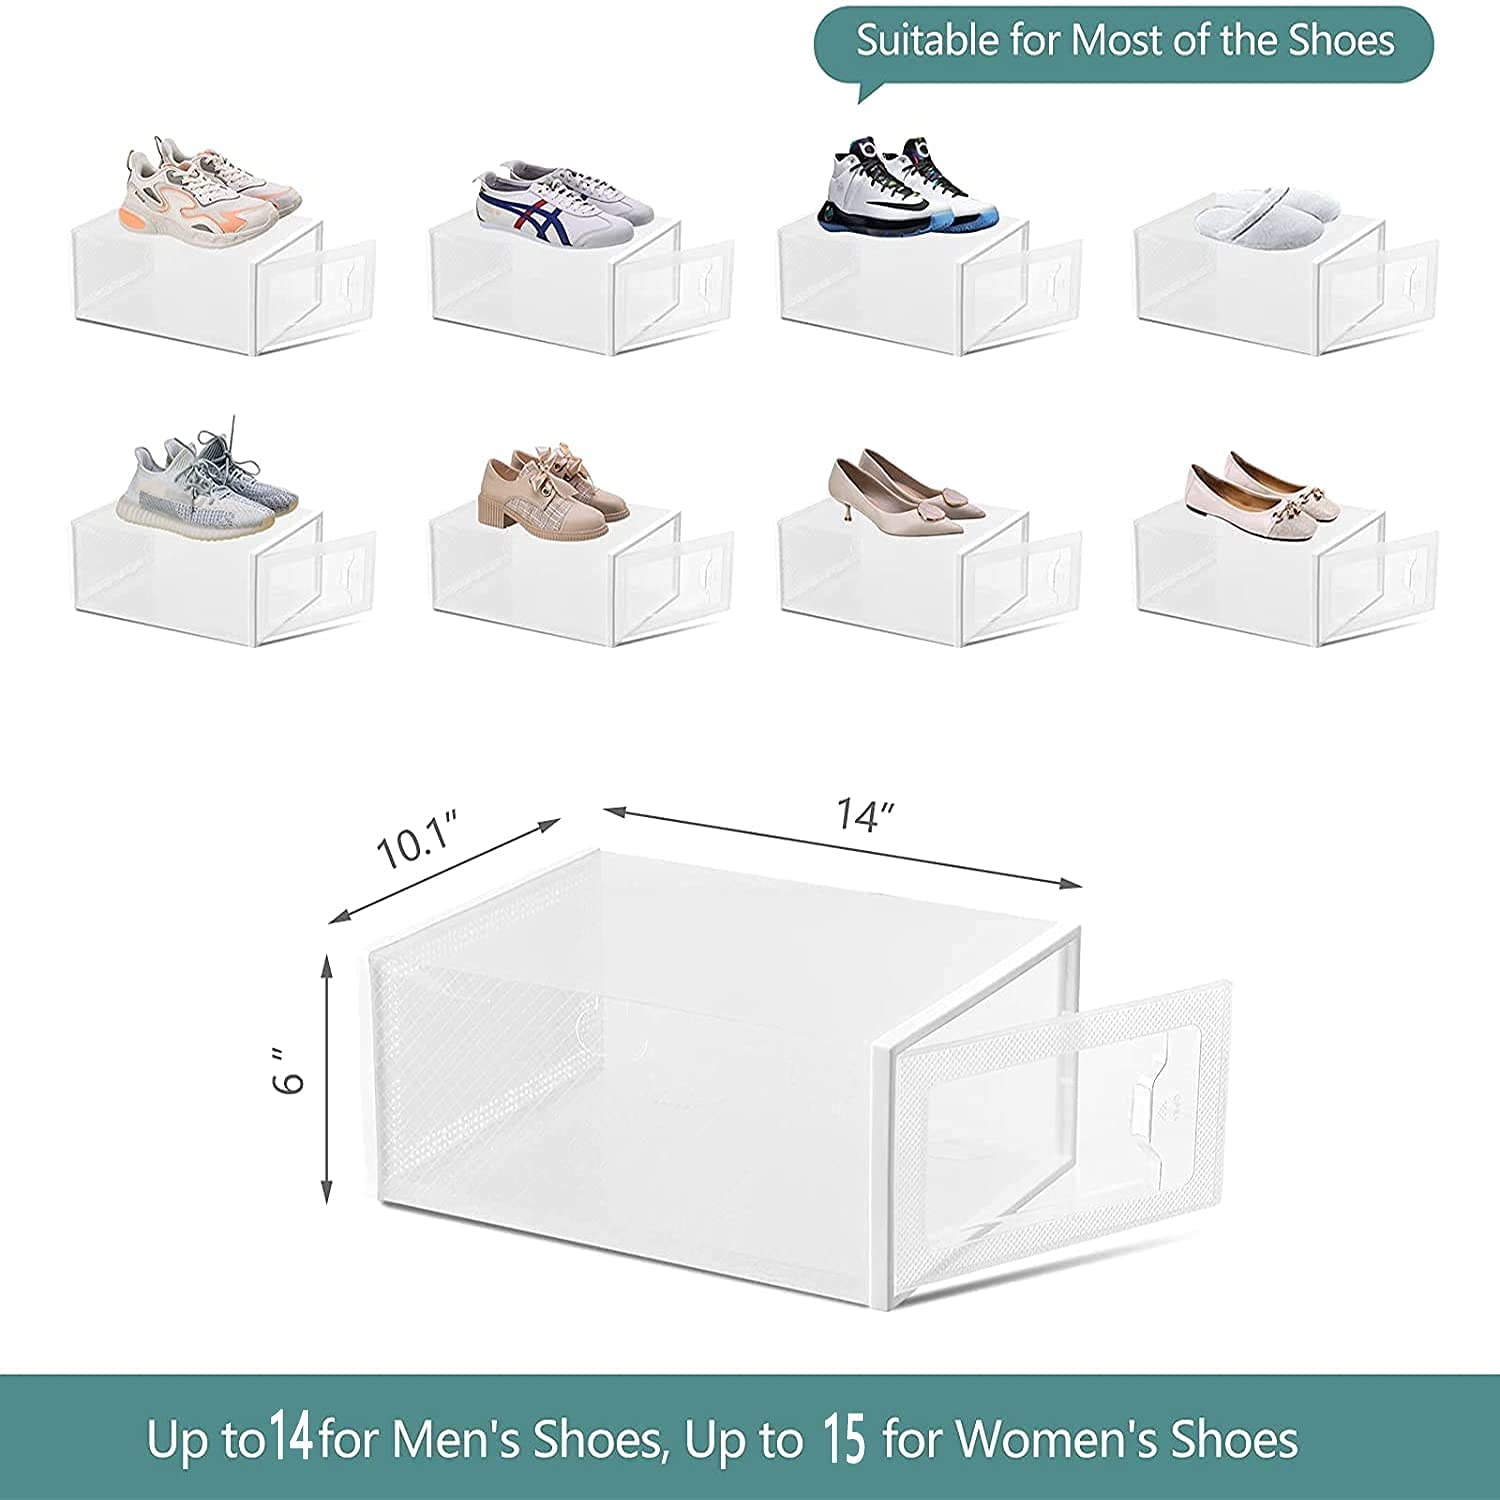 Suitable for Most of the Shoes
10.1″
14″
6″
Up to14for Men's Shoes, Up to 15 for Women's Shoes